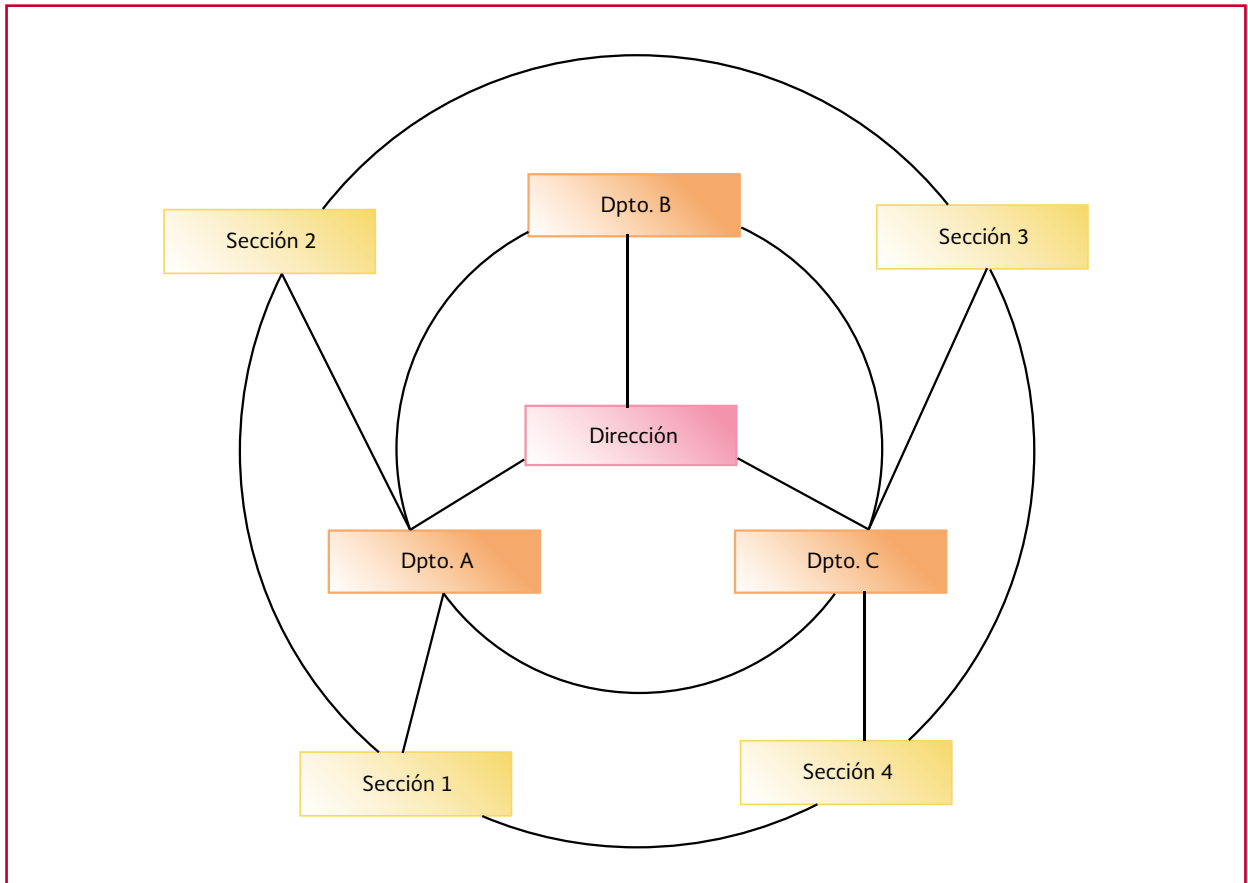 Dpto. B
Sección 2
Sección 3
Dirección
Dpto. A
Dpto. C
Sección 1
Sección 4